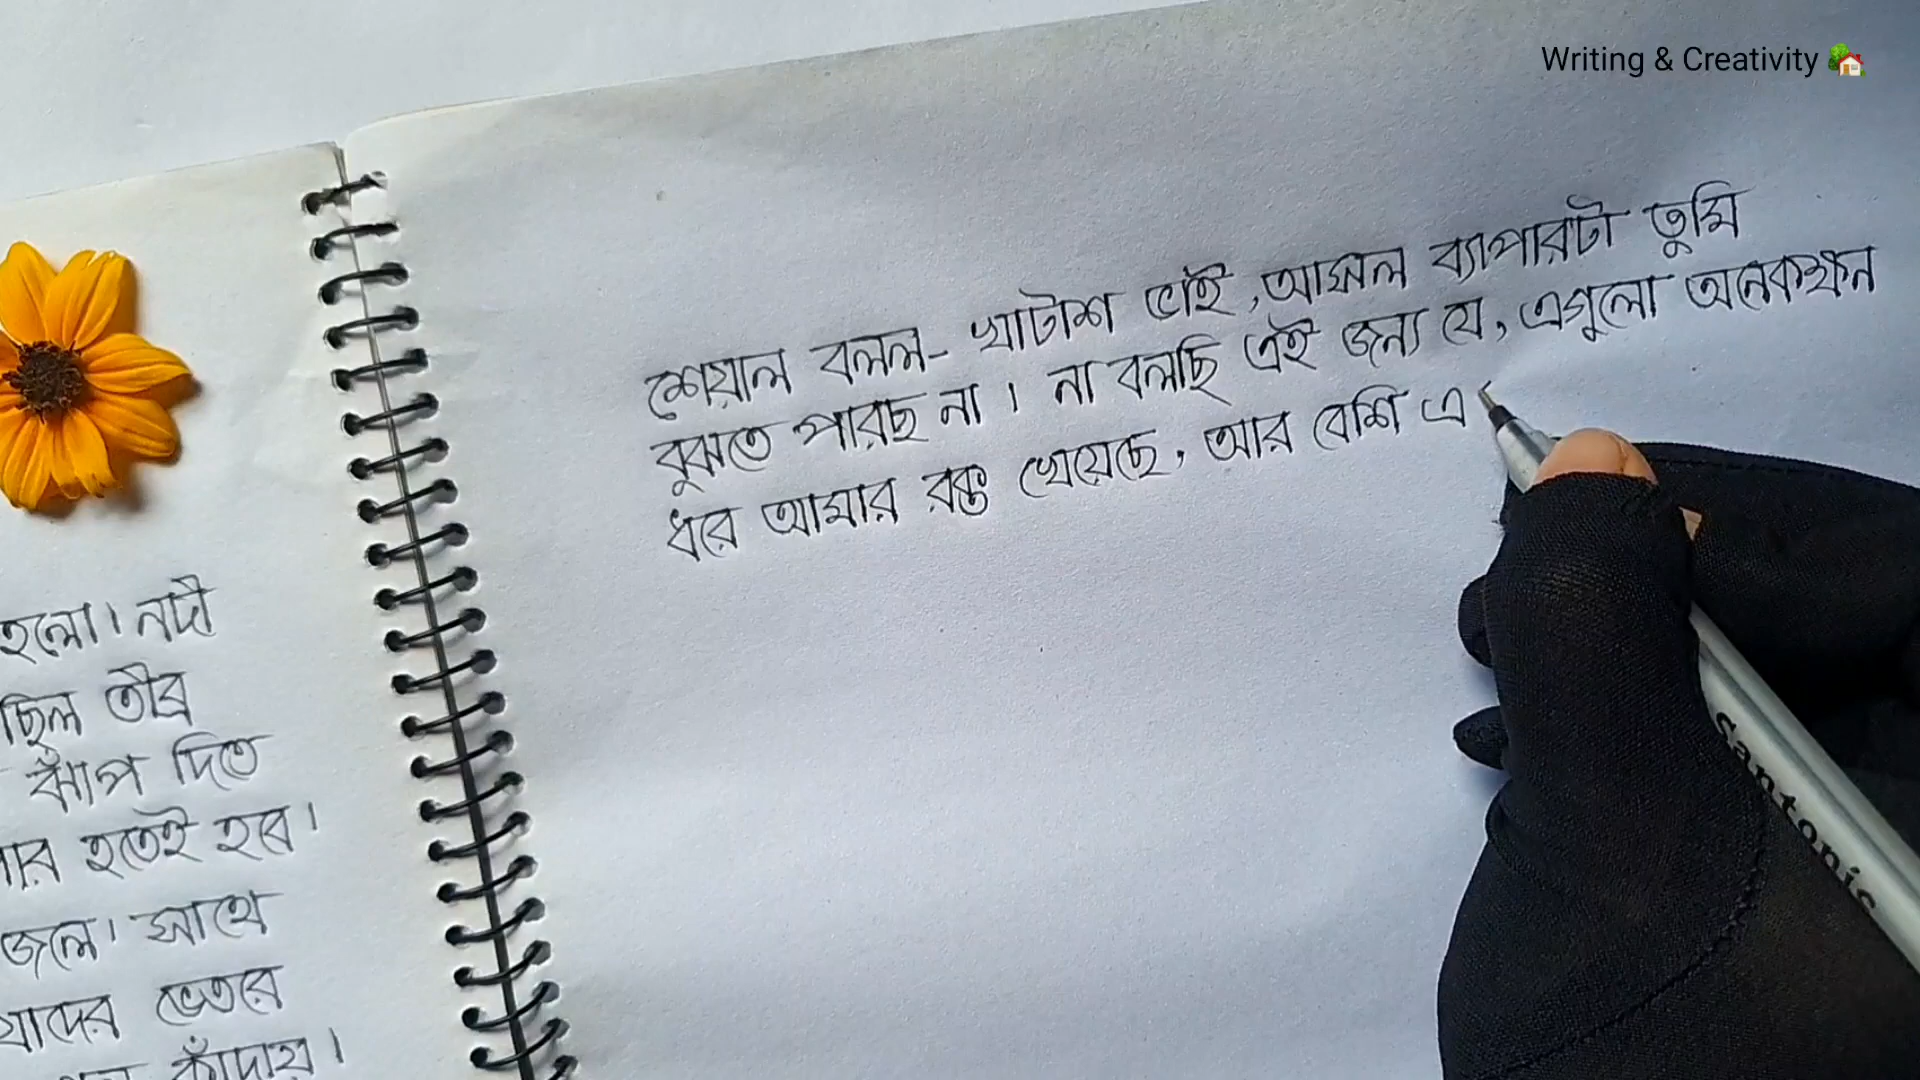 Writing & Creativity
শেয়াল বলল- খাটাশ ভাই, আসল ব্যাপারটা তুমি
বুঝতে পারছ না। না বলছি এই জন্য যে, এগুলো অনেকক্ষন
ধরে আমার রক্ত খেয়েছে, আর বেশি এ
হলো। নদী
ছিল তীব্র
ঝাঁপ দিতে
হতেই হবে।
জলে। সাথে
ভেতরে
কাঁদায়।
Santonic